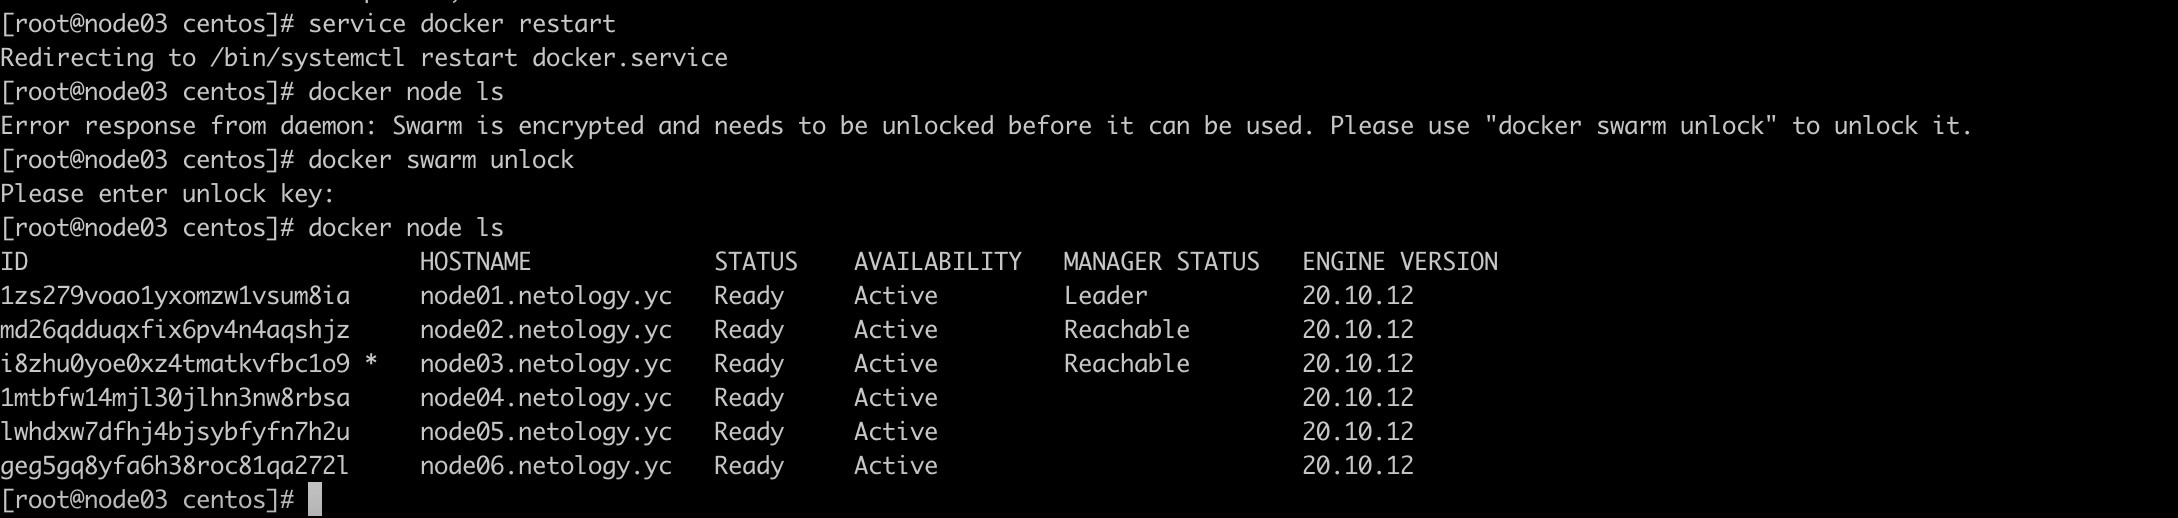 [root@node03 centos]# service docker restart
Redirecting to /bin/systemctl restart docker.service
[root@node03 centos]# docker node ls
Error response from daemon: Swarm is encrypted and needs to be unlocked before it can be used. Please use "docker swarm unlock" to unlock it.
[root@node03 centos]# docker swarm unlock
Please enter unlock key:
[root@node03 centos]# docker node ls
ID                            HOSTNAME             STATUS    AVAILABILITY   MANAGER STATUS   ENGINE VERSION
1zs279voao1yxomzw1vsum8ia     node01.netology.yc   Ready     Active         Leader           20.10.12
md26qdduqxfix6pv4n4aqshjz     node02.netology.yc   Ready     Active         Reachable        20.10.12
i8zhu0yoe0xz4tmatkvfbc1o9 *   node03.netology.yc   Ready     Active         Reachable        20.10.12
1mtbfw14mjl30jlhn3nw8rbsa     node04.netology.yc   Ready     Active                          20.10.12
lwhdxw7dfhj4bjsybfyfn7h2u     node05.netology.yc   Ready     Active                          20.10.12
geg5gq8yfa6h38roc81qa272l     node06.netology.yc   Ready     Active                          20.10.12
[root@node03 centos]#